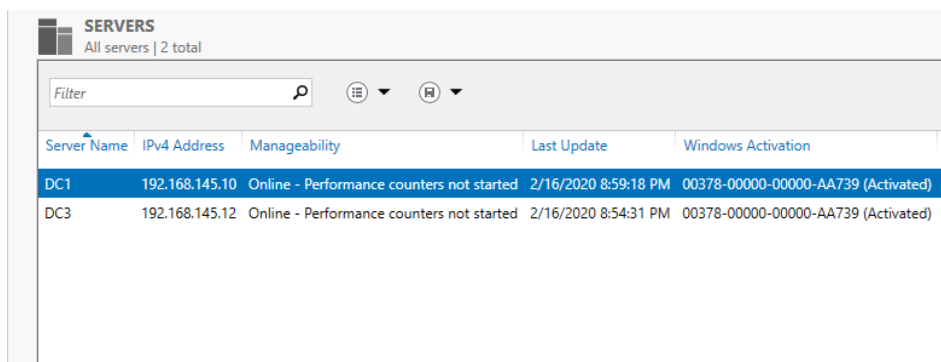 SERVERS
All servers | 2 total
Filter
Server Name IPv4 Address Manageability Last Update Windows Activation
DC1 192.168.145.10 Online - Performance counters not started 2/16/2020 8:59:18 PM 00378-00000-00000-AA739 (Activated)
DC3 192.168.145.12 Online - Performance counters not started 2/16/2020 8:54:31 PM 00378-00000-00000-AA739 (Activated)